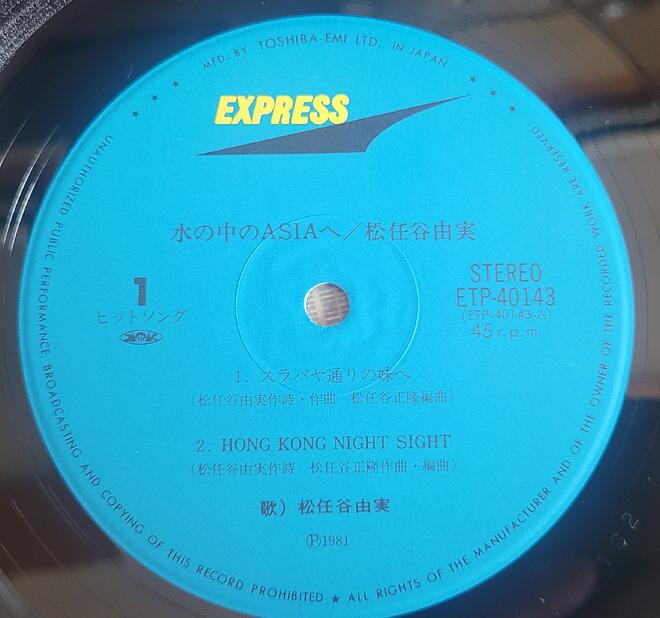 MFD. BY TOSHIBA-EMI LTD. IN JAPAN
EXPRESS
水の中のASIAへ／松任谷由実
1
ヒットソング
STEREO
ETP-40143
(ETP-40143-A)
45 r.p.m.
1. スラバヤ通りの妹へ
(松任谷由実作詩・作曲 松任谷正隆編曲)
2. HONG KONG NIGHT SIGHT
(松任谷由実作詩 松任谷正隆作曲・編曲)
歌) 松任谷由実
Ⓟ1981
UNAUTHORIZED PUBLIC PERFORMANCE, BROADCASTING AND COPYING OF THIS RECORD PROHIBITED ★ ALL RIGHTS OF THE MANUFACTURER AND OF THE OWNER OF THE RECORDED WORK ARE RESERVED